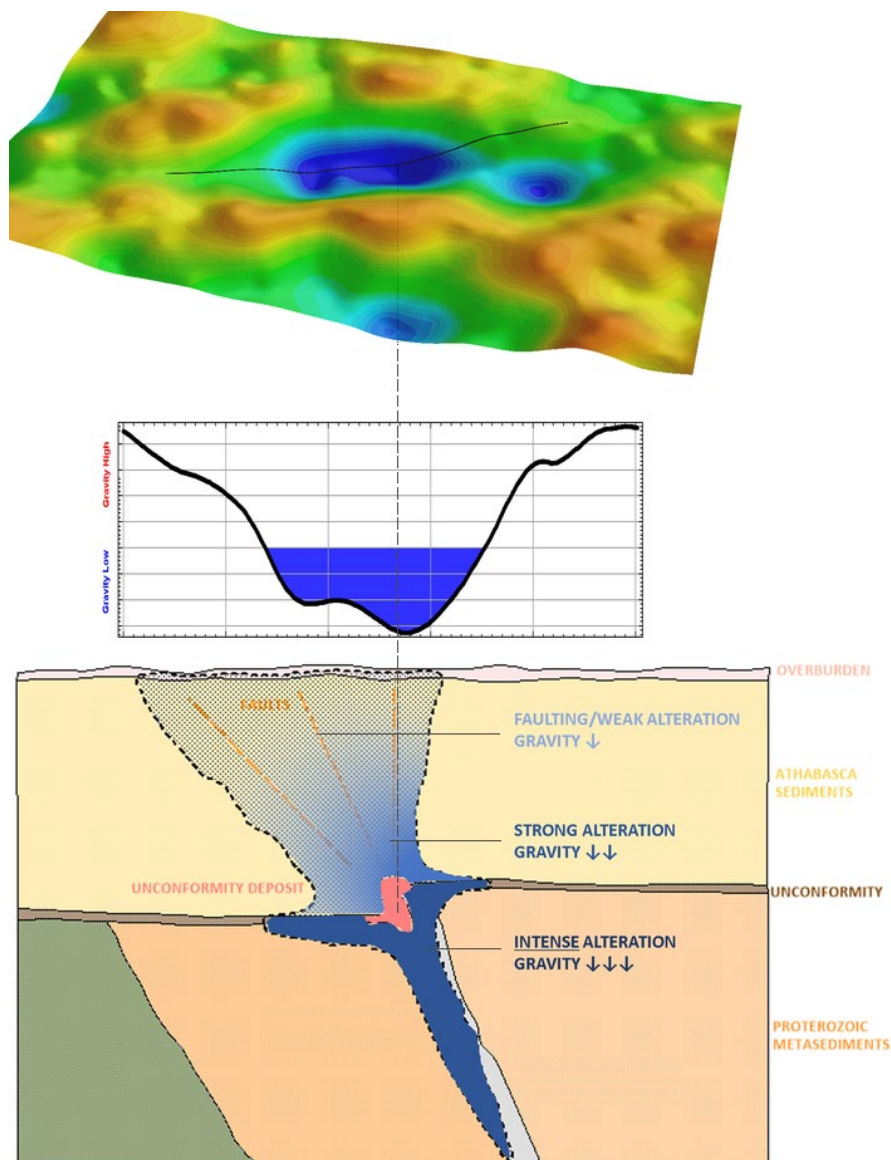 Gravity High
Gravity Low
OVERBURDEN
FAULTS
FAULTING/WEAK ALTERATION
GRAVITY ↓
ATHABASCA
SEDIMENTS
STRONG ALTERATION
GRAVITY ↓↓
UNCONFORMITY DEPOSIT
UNCONFORMITY
INTENSE ALTERATION
GRAVITY ↓↓↓
PROTEROZOIC
METASEDIMENTS